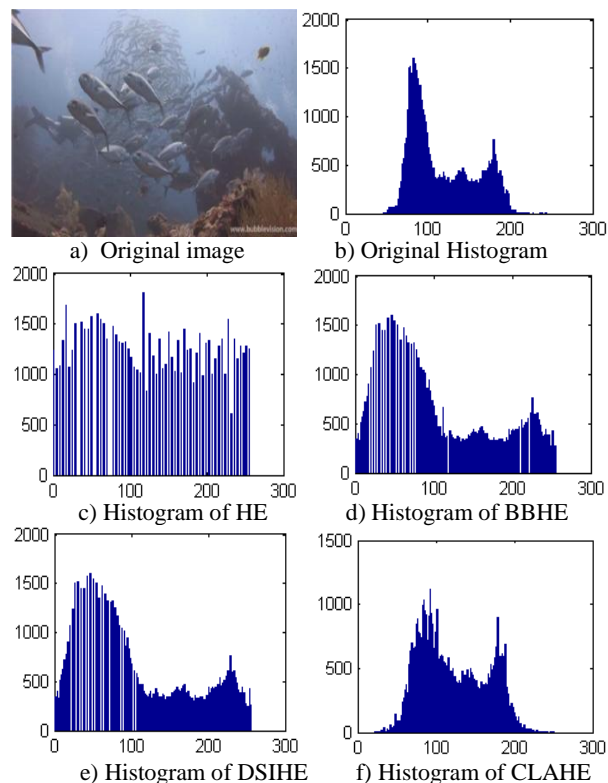 2000
1500
1000
500
0
0 100 200 300
www.bubblevision.com
a) Original image
b) Original Histogram
2000
1500
1000
500
0
0 100 200 300
c) Histogram of HE
2000
1500
1000
500
0
0 100 200 300
d) Histogram of BBHE
2000
1500
1000
500
0
0 100 200 300
e) Histogram of DSIHE
1500
1000
500
0
0 100 200 300
f) Histogram of CLAHE